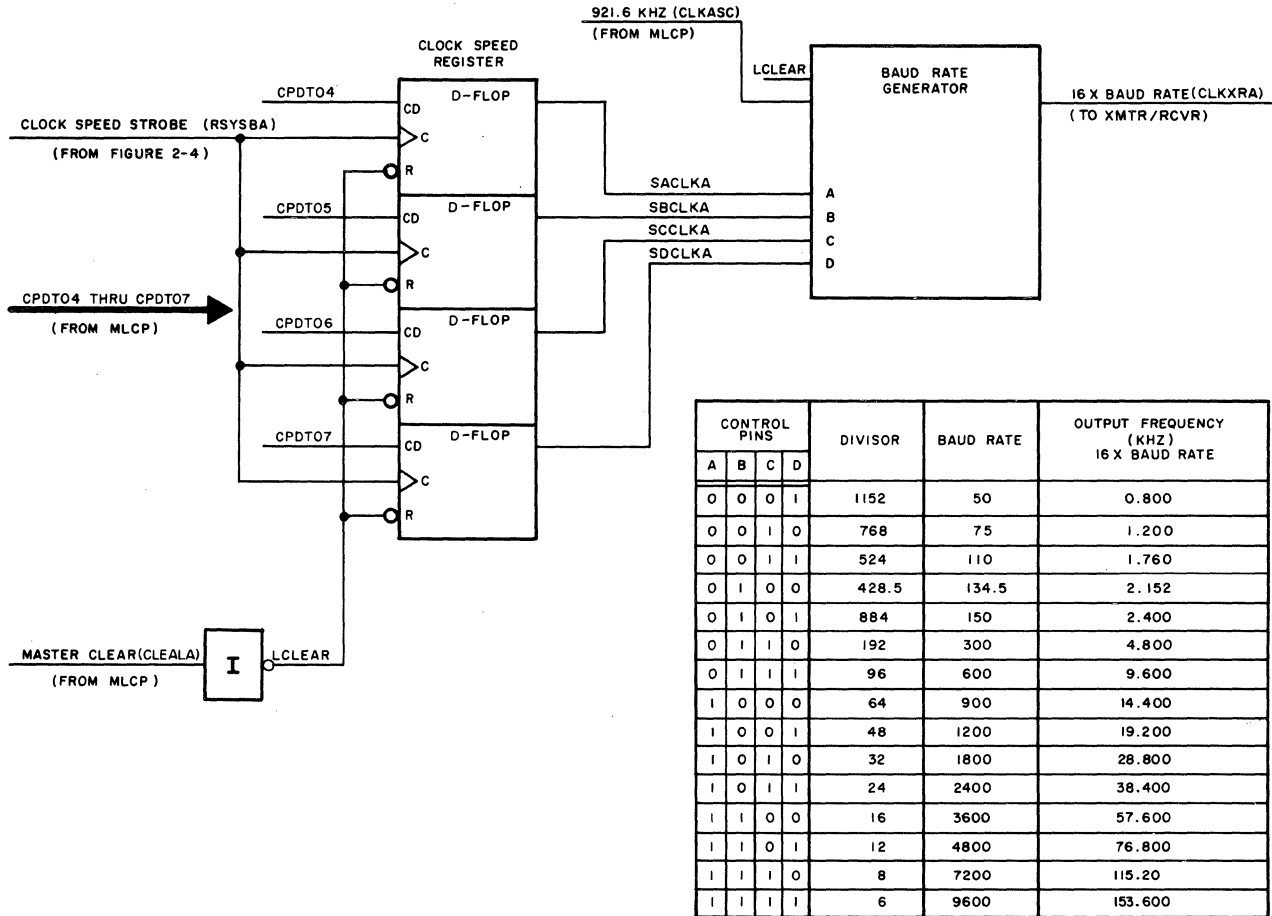 921.6 KHZ (CLKASC)
(FROM MLCP)
CLOCK SPEED
REGISTER
LCLEAR
BAUD RATE
GENERATOR
16 X BAUD RATE(CLKXRA)
(TO XMTR/RCVR)
CPDT04
D-FLOP
CD
CLOCK SPEED STROBE (RSYSBA)
C
(FROM FIGURE 2-4)
R
SACLKA
A
CPDT05
D-FLOP
CD
SBCLKA
B
SCCLKA
C
C
SDCLKA
D
R
CPDT04 THRU CPDT07
(FROM MLCP)
CPDT06
D-FLOP
CD
C
R
CPDT07
D-FLOP
CD
C
R
MASTER CLEAR(CLEALA)
I
LCLEAR
(FROM MLCP)
CONTROL
PINS
DIVISOR
BAUD RATE
OUTPUT FREQUENCY
(KHZ)
16 X BAUD RATE
A B C D
0 0 0 1 1152 50 0.800
0 0 1 0 768 75 1.200
0 0 1 1 524 110 1.760
0 1 0 0 428.5 134.5 2.152
0 1 0 1 884 150 2.400
0 1 1 0 192 300 4.800
0 1 1 1 96 600 9.600
1 0 0 0 64 900 14.400
1 0 0 1 48 1200 19.200
1 0 1 0 32 1800 28.800
1 0 1 1 24 2400 38.400
1 1 0 0 16 3600 57.600
1 1 0 1 12 4800 76.800
1 1 1 0 8 7200 115.20
1 1 1 1 6 9600 153.600